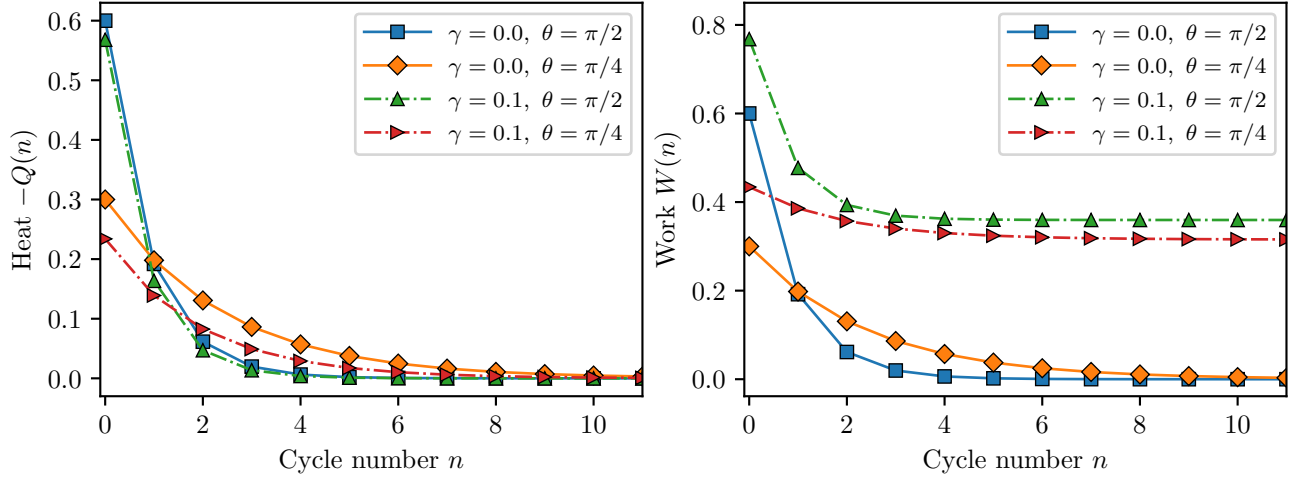 0.6
0.5
0.4
0.3
0.2
0.1
0.0
Heat −Q(n)
0 2 4 6 8 10
Cycle number n
γ = 0.0, θ = π/2
γ = 0.0, θ = π/4
γ = 0.1, θ = π/2
γ = 0.1, θ = π/4
0.8
0.6
0.4
0.2
0.0
Work W(n)
0 2 4 6 8 10
Cycle number n
γ = 0.0, θ = π/2
γ = 0.0, θ = π/4
γ = 0.1, θ = π/2
γ = 0.1, θ = π/4